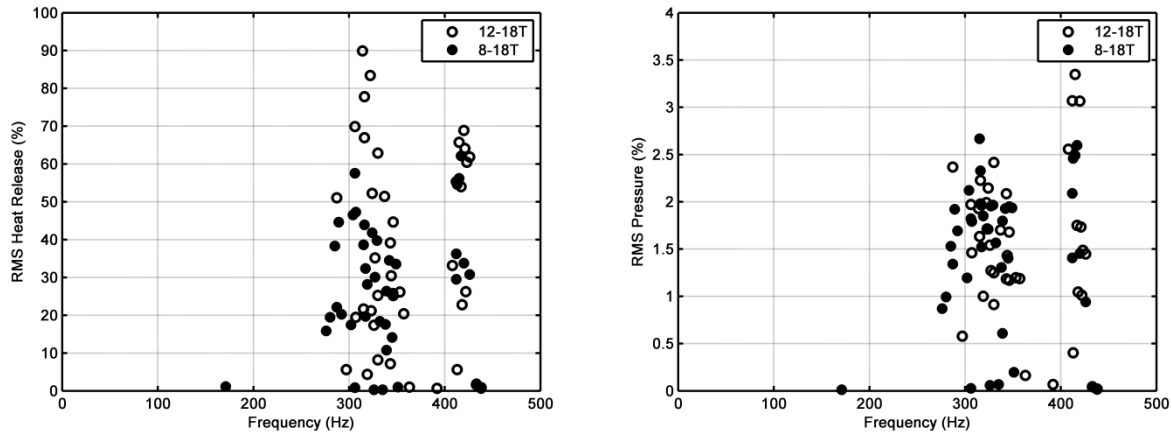 100
90
80
70
60
50
40
30
20
10
0
RMS Heat Release (%)
12-18T
8-18T
0 100 200 300 400 500
Frequency (Hz)
4
3.5
3
2.5
2
1.5
1
0.5
0
RMS Pressure (%)
12-18T
8-18T
0 100 200 300 400 500
Frequency (Hz)